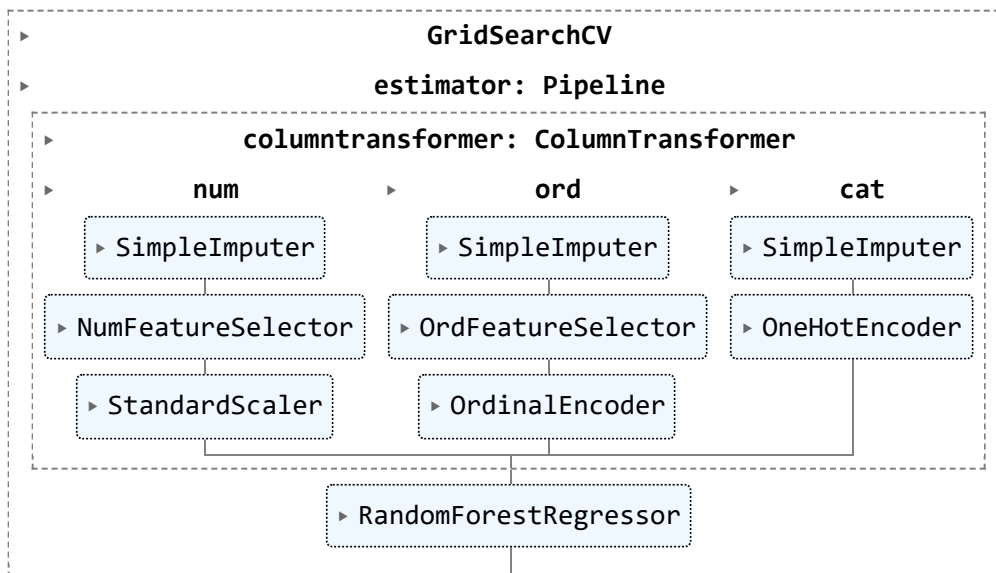 GridSearchCV
estimator: Pipeline
columntransformer: ColumnTransformer
num ord cat
SimpleImputer SimpleImputer SimpleImputer
NumFeatureSelector OrdFeatureSelector OneHotEncoder
StandardScaler OrdinalEncoder
RandomForestRegressor